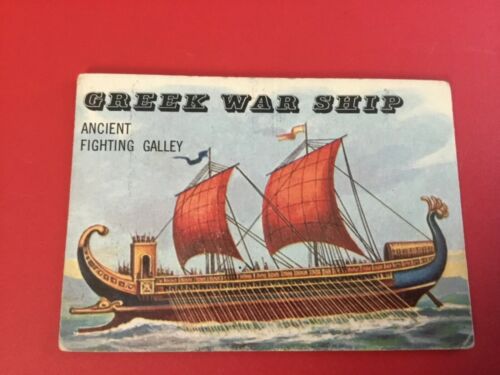 GREEK WAR SHIP
ANCIENT
FIGHTING GALLEY